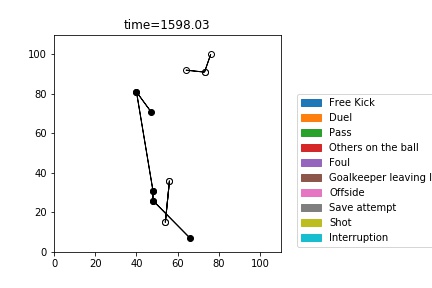 time=1598.03
100
80
60
40
20
0
0 20 40 60 80 100
Free Kick
Duel
Pass
Others on the ball
Foul
Goalkeeper leaving l
Offside
Save attempt
Shot
Interruption